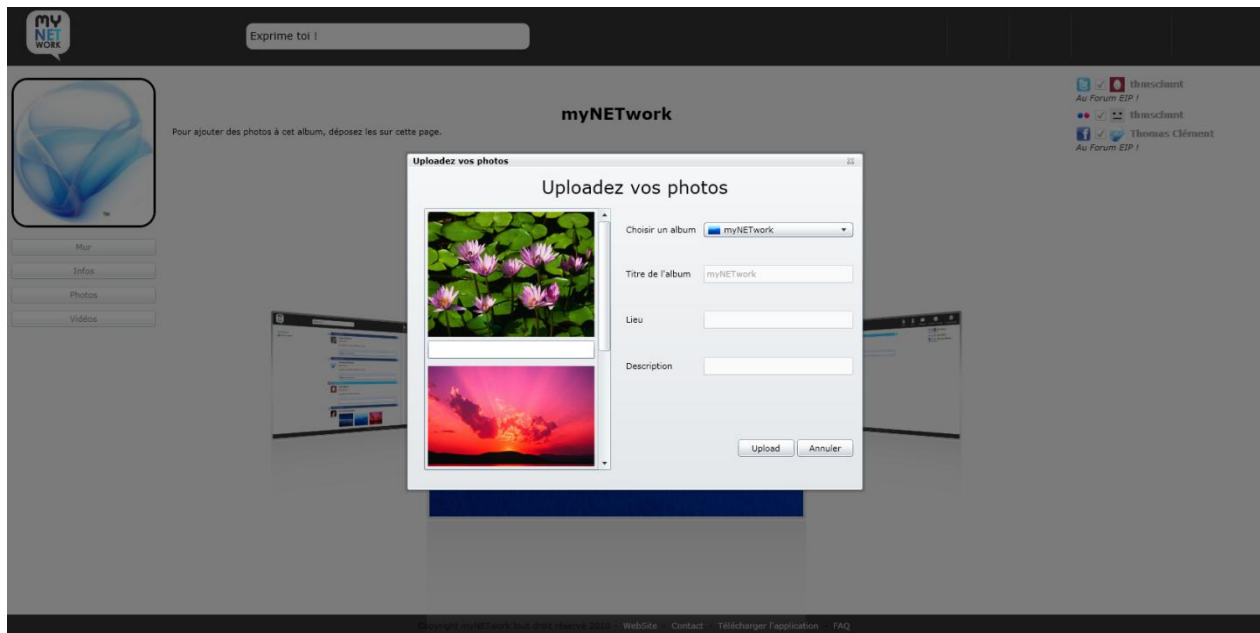 my
NET
WORK
Exprime toi !
myNETwork
Pour ajouter des photos à cet album, déposez les sur cette page.
thmsclmnt
Au Forum EIP !
thmsclmnt
Thomas Clément
Au Forum EIP !
Mur
Infos
Photos
Vidéos
Uploadez vos photos
Uploadez vos photos
Choisir un album myNETwork
Titre de l'album myNETwork
Lieu
Description
Upload Annuler
Copyright myNETwork tout droit réservé 2010 - WebSite - Contact - Télécharger l'application - FAQ